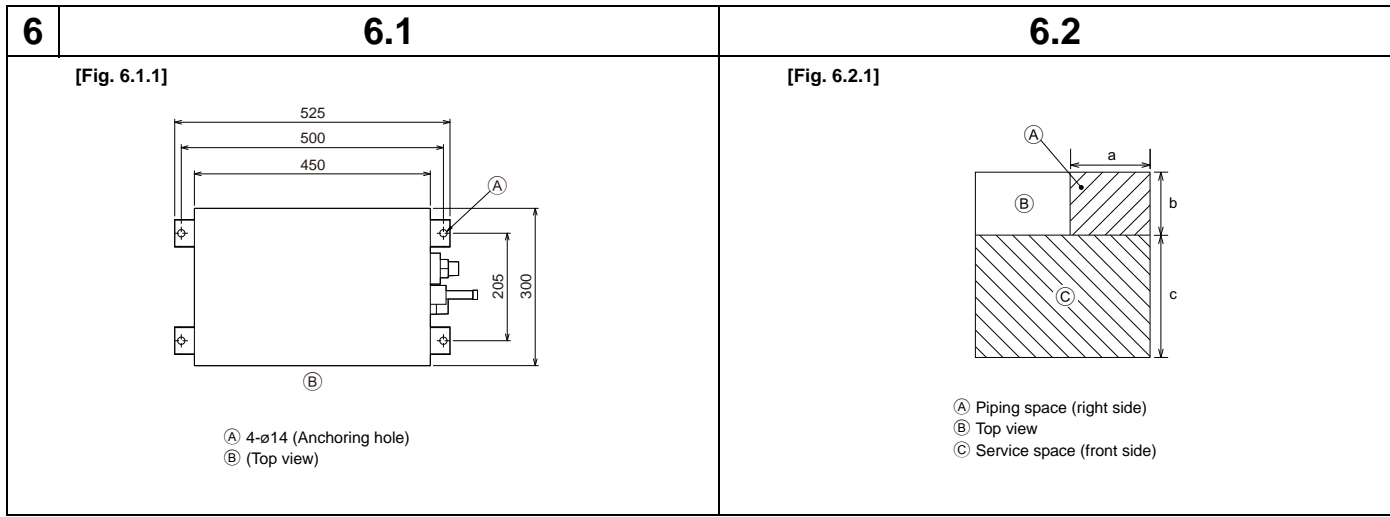 6
6.1
6.2
[Fig. 6.1.1]
525
500
450
A
205
300
B
A 4-ø14 (Anchoring hole)
B (Top view)
[Fig. 6.2.1]
A
a
B
b
C
c
A Piping space (right side)
B Top view
C Service space (front side)